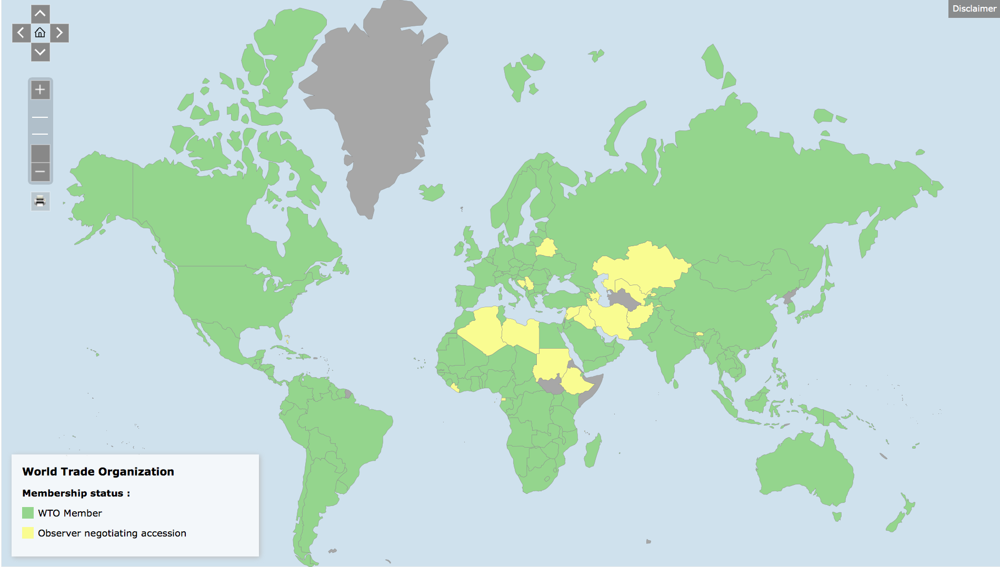 Disclaimer
World Trade Organization
Membership status :
WTO Member
Observer negotiating accession